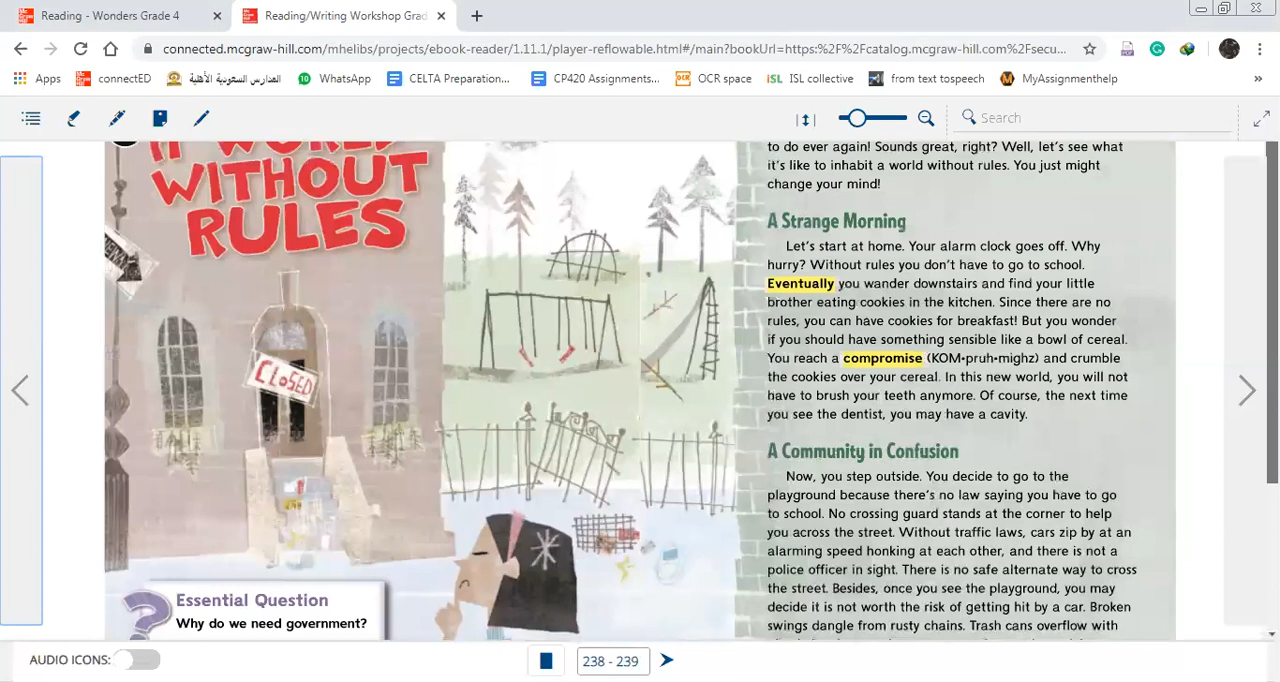 Reading - Wonders Grade 4
Reading/Writing Workshop Grad
connected.mcgraw-hill.com/mhelibs/projects/ebook-reader/1.11.1/player-reflowable.html#/main?bookUrl=https:%2F%2Fcatalog.mcgraw-hill.com%2Fsecu...
Apps
connectED
المدارس السعودية الأهلية
WhatsApp
CELTA Preparation...
CP420 Assignments...
OCR space
iSL ISL collective
from text tospeech
MyAssignmenthelp
»
Search
WITHOUT
RULES
CLOSED
Essential Question
Why do we need government?
to do ever again! Sounds great, right? Well, let's see what
it's like to inhabit a world without rules. You just might
change your mind!
A Strange Morning
Let's start at home. Your alarm clock goes off. Why
hurry? Without rules you don't have to go to school.
Eventually you wander downstairs and find your little
brother eating cookies in the kitchen. Since there are no
rules, you can have cookies for breakfast! But you wonder
if you should have something sensible like a bowl of cereal.
You reach a compromise (KOM•pruh•mighz) and crumble
the cookies over your cereal. In this new world, you will not
have to brush your teeth anymore. Of course, the next time
you see the dentist, you may have a cavity.
A Community in Confusion
Now, you step outside. You decide to go to the
playground because there's no law saying you have to go
to school. No crossing guard stands at the corner to help
you across the street. Without traffic laws, cars zip by at an
alarming speed honking at each other, and there is not a
police officer in sight. There is no safe alternate way to cross
the street. Besides, once you see the playground, you may
decide it is not worth the risk of getting hit by a car. Broken
swings dangle from rusty chains. Trash cans overflow with
AUDIO ICONS:
238 - 239